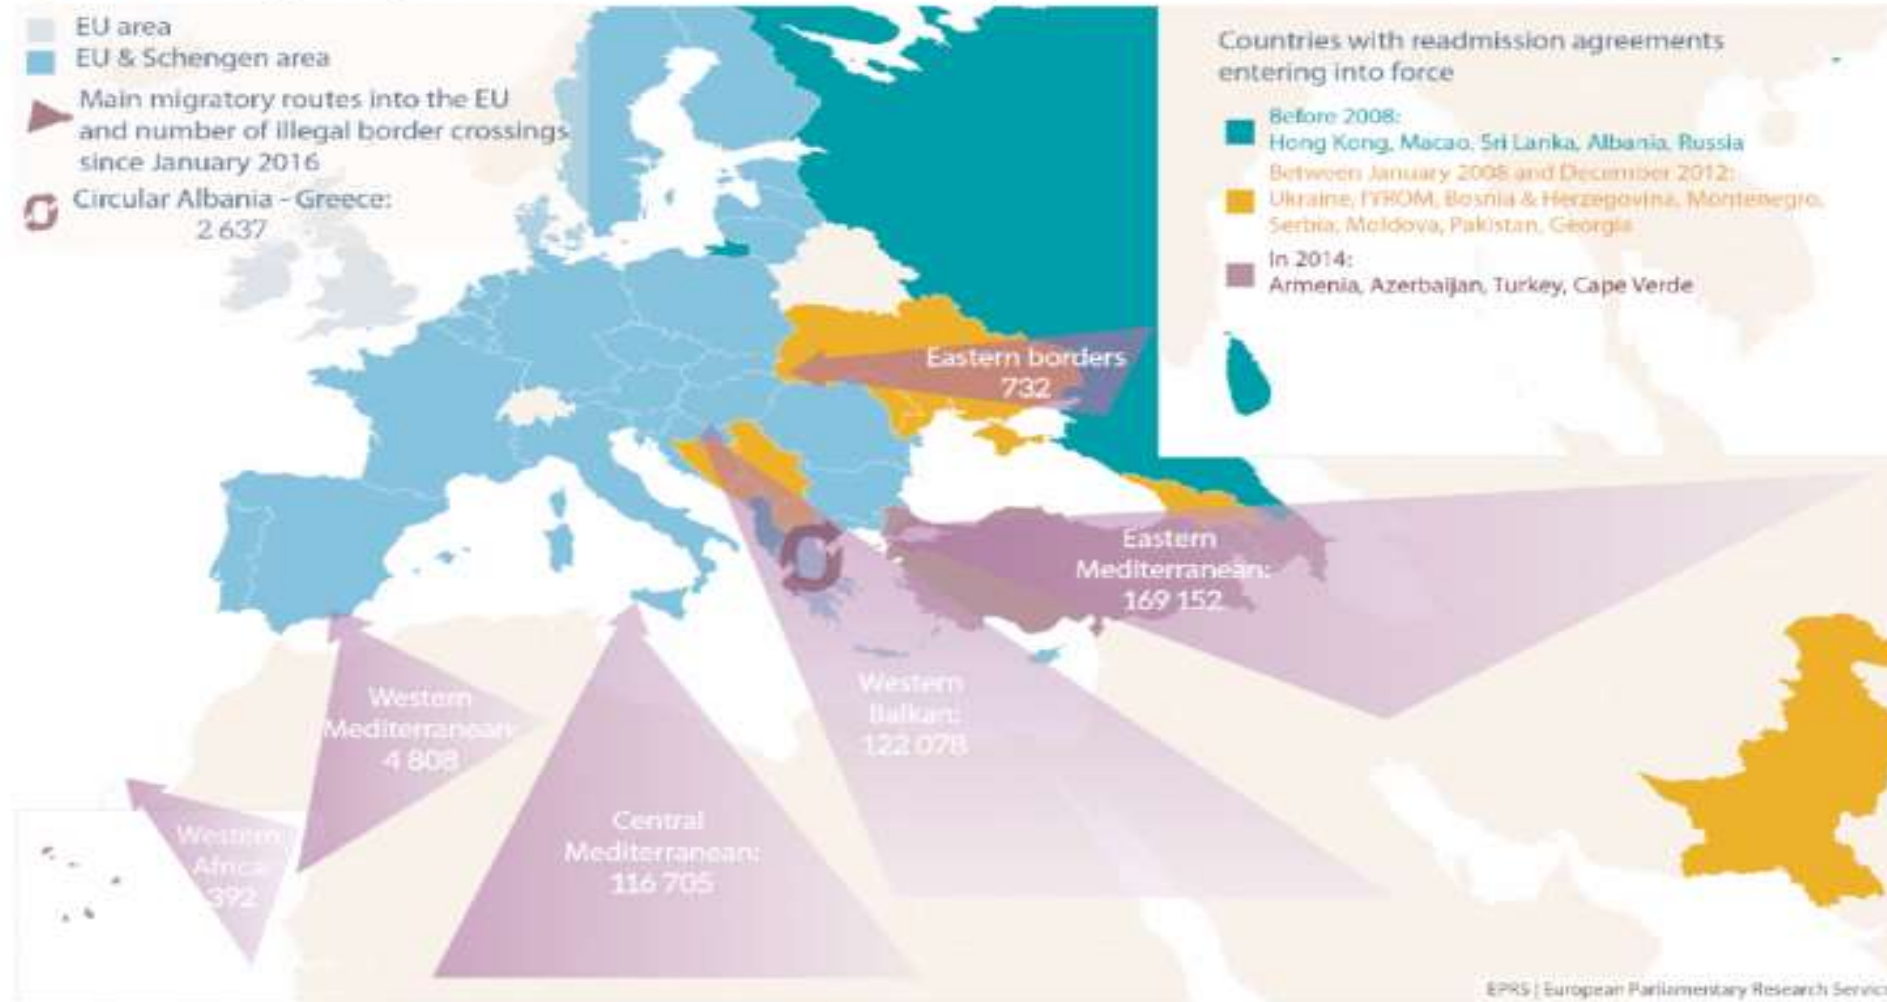 EU area
EU & Schengen area
Main migratory routes into the EU
and number of illegal border crossings
since January 2016
Circular Albania - Greece:
2 637
Countries with readmission agreements
entering into force
Before 2008:
Hong Kong, Macao, Sri Lanka, Albania, Russia
Between January 2008 and December 2012:
Ukraine, FYROM, Bosnia & Herzegovina, Montenegro,
Serbia, Moldova, Pakistan, Georgia
In 2014:
Armenia, Azerbaijan, Turkey, Cape Verde
Eastern borders
732
Eastern
Mediterranean:
169 152
Western
Balkan:
122 078
Western
Mediterranean:
4 808
Central
Mediterranean:
116 705
Western
Africa:
392
EPRS | European Parliamentary Research Service